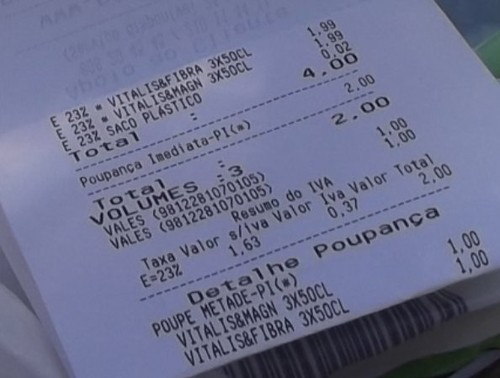 E 23% * VITALIS&FIBRA 3X50CL 1,99
E 23% * VITALIS&MAGN 3X50CL 1,99
E 23% SACO PLÁSTICO 0,02
Total : 4,00
Poupança Imediata-PI(*) 2,00
Total : 2,00
VOLUMES :3
VALES (9812281070105) 1,00
VALES (9812281070105) 1,00
Resumo do IVA
Taxa Valor s/Iva Valor Iva Valor Total
E=23% 1,63 0,37 2,00
Detalhe Poupança
POUPE METADE-PI(*)
VITALIS&MAGN 3X50CL 1,00
VITALIS&FIBRA 3X50CL 1,00